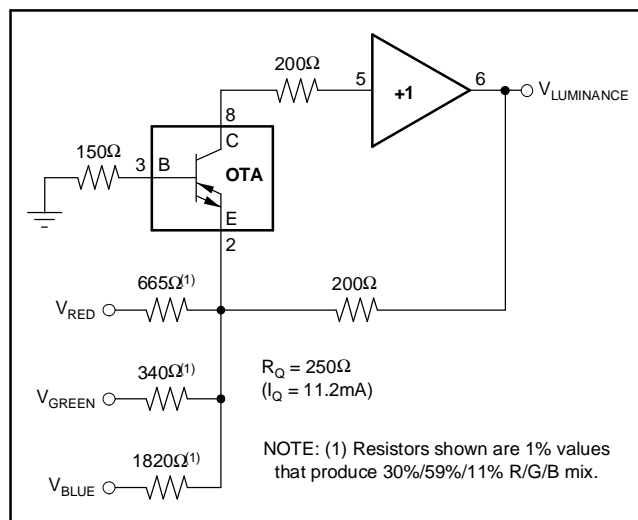 200Ω
5
+1
6
V_LUMINANCE
8
C
150Ω
3
B
OTA
E
2
665Ω(1)
V_RED
200Ω
340Ω(1)
V_GREEN
R_Q = 250Ω
(I_Q = 11.2mA)
1820Ω(1)
V_BLUE
NOTE: (1) Resistors shown are 1% values
that produce 30%/59%/11% R/G/B mix.